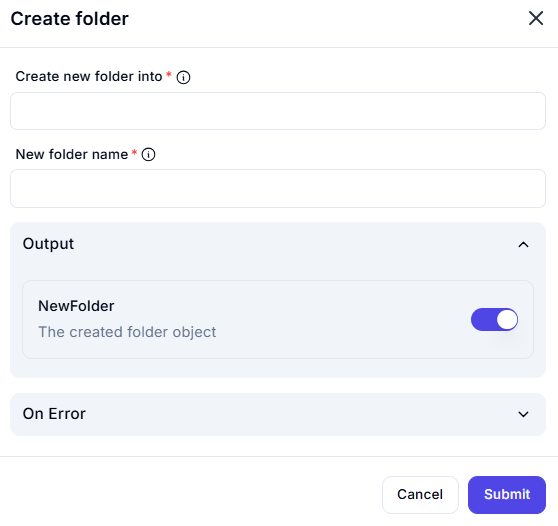 Create folder
Create new folder into *
New folder name *
Output
NewFolder
The created folder object
On Error
Cancel
Submit